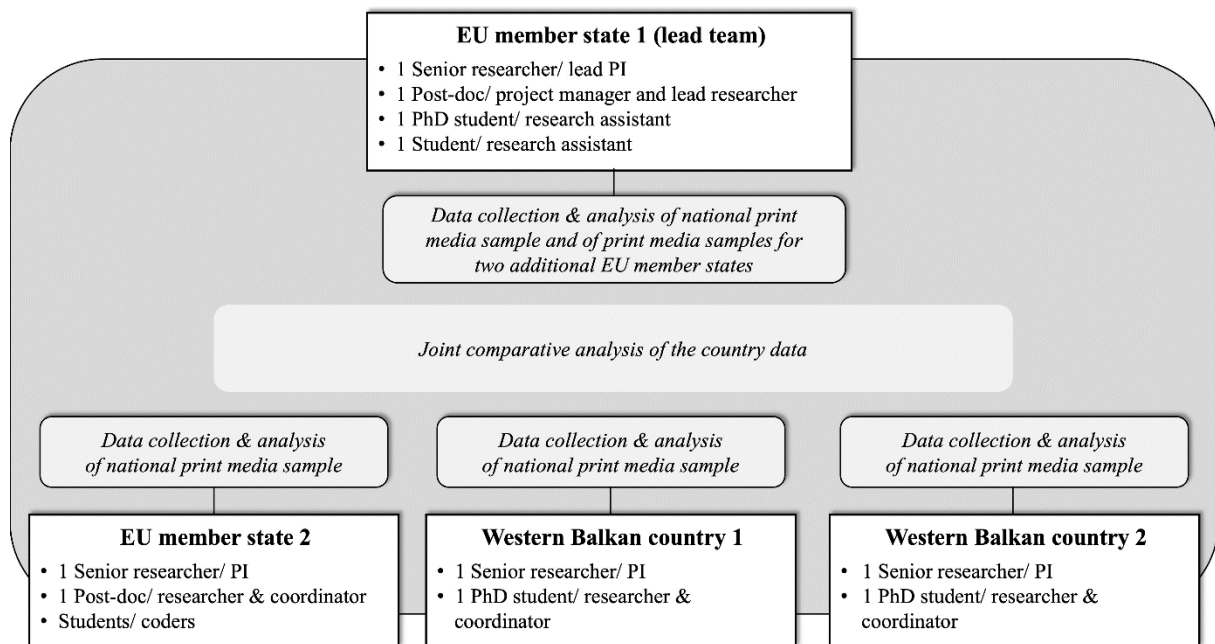 EU member state 1 (lead team)
• 1 Senior researcher/ lead PI
• 1 Post-doc/ project manager and lead researcher
• 1 PhD student/ research assistant
• 1 Student/ research assistant
Data collection & analysis of national print
media sample and of print media samples for
two additional EU member states
Joint comparative analysis of the country data
Data collection & analysis
of national print media sample
Data collection & analysis
of national print media sample
Data collection & analysis
of national print media sample
EU member state 2
• 1 Senior researcher/ PI
• 1 Post-doc/ researcher & coordinator
• Students/ coders
Western Balkan country 1
• 1 Senior researcher/ PI
• 1 PhD student/ researcher &
coordinator
Western Balkan country 2
• 1 Senior researcher/ PI
• 1 PhD student/ researcher &
coordinator